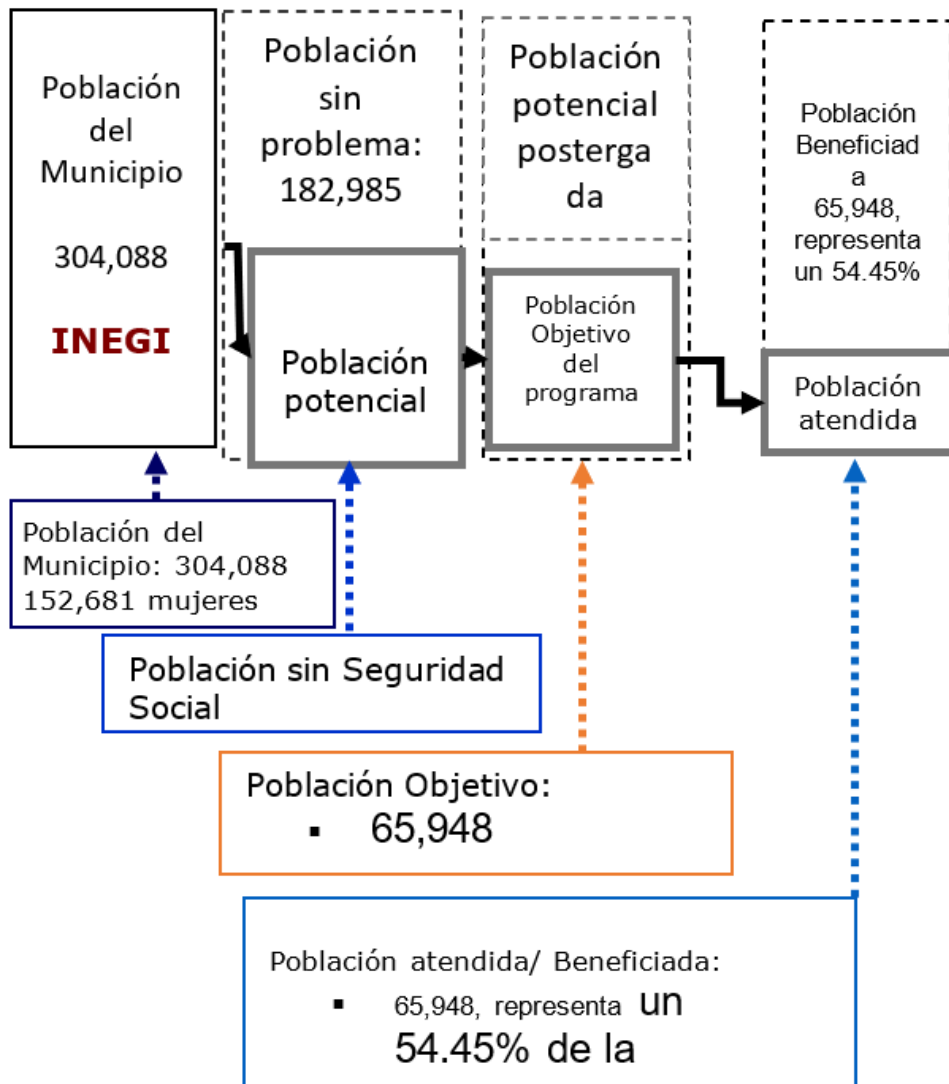 Población
del
Municipio
304,088
INEGI
Población
sin
problema:
182,985
Población
potencial
posterga
da
Población
Beneficiad
a
65,948,
representa
un 54.45%
Población
potencial
Población
Objetivo
del
programa
Población
atendida
Población del
Municipio: 304,088
152,681 mujeres
Población sin Seguridad
Social
Población Objetivo:
▪ 65,948
Población atendida/ Beneficiada:
▪ 65,948, representa un
54.45% de la